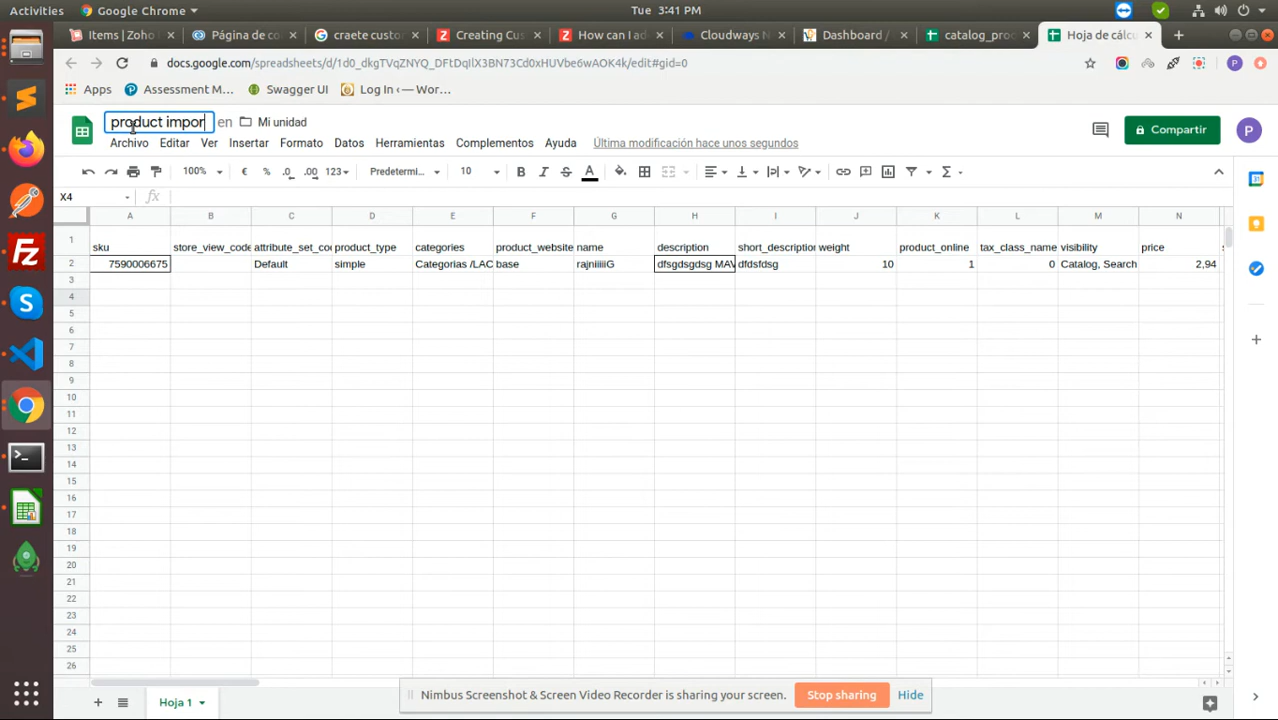 Activities
Google Chrome
Tue 3:41 PM
Items | Zoho
Página de co
craete custo
Creating Cus
How can I ad
Cloudways N
Dashboard /
catalog_pro
Hoja de cálcu
docs.google.com/spreadsheets/d/1d0_dkgTVqZNYQ_DFtDqIlX3BN73Cd0xHUVbe6wAOK4k/edit#gid=0
Apps
Assessment M...
Swagger UI
Log In ‹ — Wor...
product impor
en
Mi unidad
Compartir
P
Archivo
Editar
Ver
Insertar
Formato
Datos
Herramientas
Complementos
Ayuda
Última modificación hace unos segundos
100%
€
%
.0
.00
123
Predetermi...
10
B
I
S
A
X4
fx
A B C D E F G H I J K L M N
1 sku store_view_code attribute_set_co product_type categories product_website name description short_description weight product_online tax_class_name visibility price s
2 7590006675 Default simple Categorias /LAC base rajniiiiiG dfsgdsgdsg MAV dfdsfdsg 10 1 0 Catalog, Search 2,94
3
4
5
6
7
8
9
10
11
12
13
14
15
16
17
18
19
20
21
22
23
24
25
26
Hoja 1
Nimbus Screenshot & Screen Video Recorder is sharing your screen.
Stop sharing
Hide